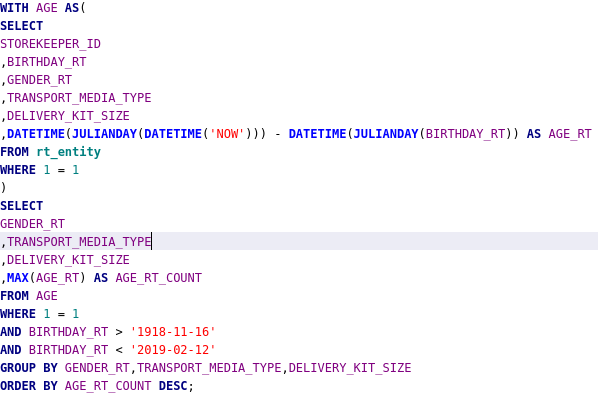 WITH AGE AS(
SELECT
STOREKEEPER_ID
,BIRTHDAY_RT
,GENDER_RT
,TRANSPORT_MEDIA_TYPE
,DELIVERY_KIT_SIZE
,DATETIME(JULIANDAY(DATETIME('NOW'))) - DATETIME(JULIANDAY(BIRTHDAY_RT)) AS AGE_RT
FROM rt_entity
WHERE 1 = 1
)
SELECT
GENDER_RT
,TRANSPORT_MEDIA_TYPE
,DELIVERY_KIT_SIZE
,MAX(AGE_RT) AS AGE_RT_COUNT
FROM AGE
WHERE 1 = 1
AND BIRTHDAY_RT > '1918-11-16'
AND BIRTHDAY_RT < '2019-02-12'
GROUP BY GENDER_RT,TRANSPORT_MEDIA_TYPE,DELIVERY_KIT_SIZE
ORDER BY AGE_RT_COUNT DESC;